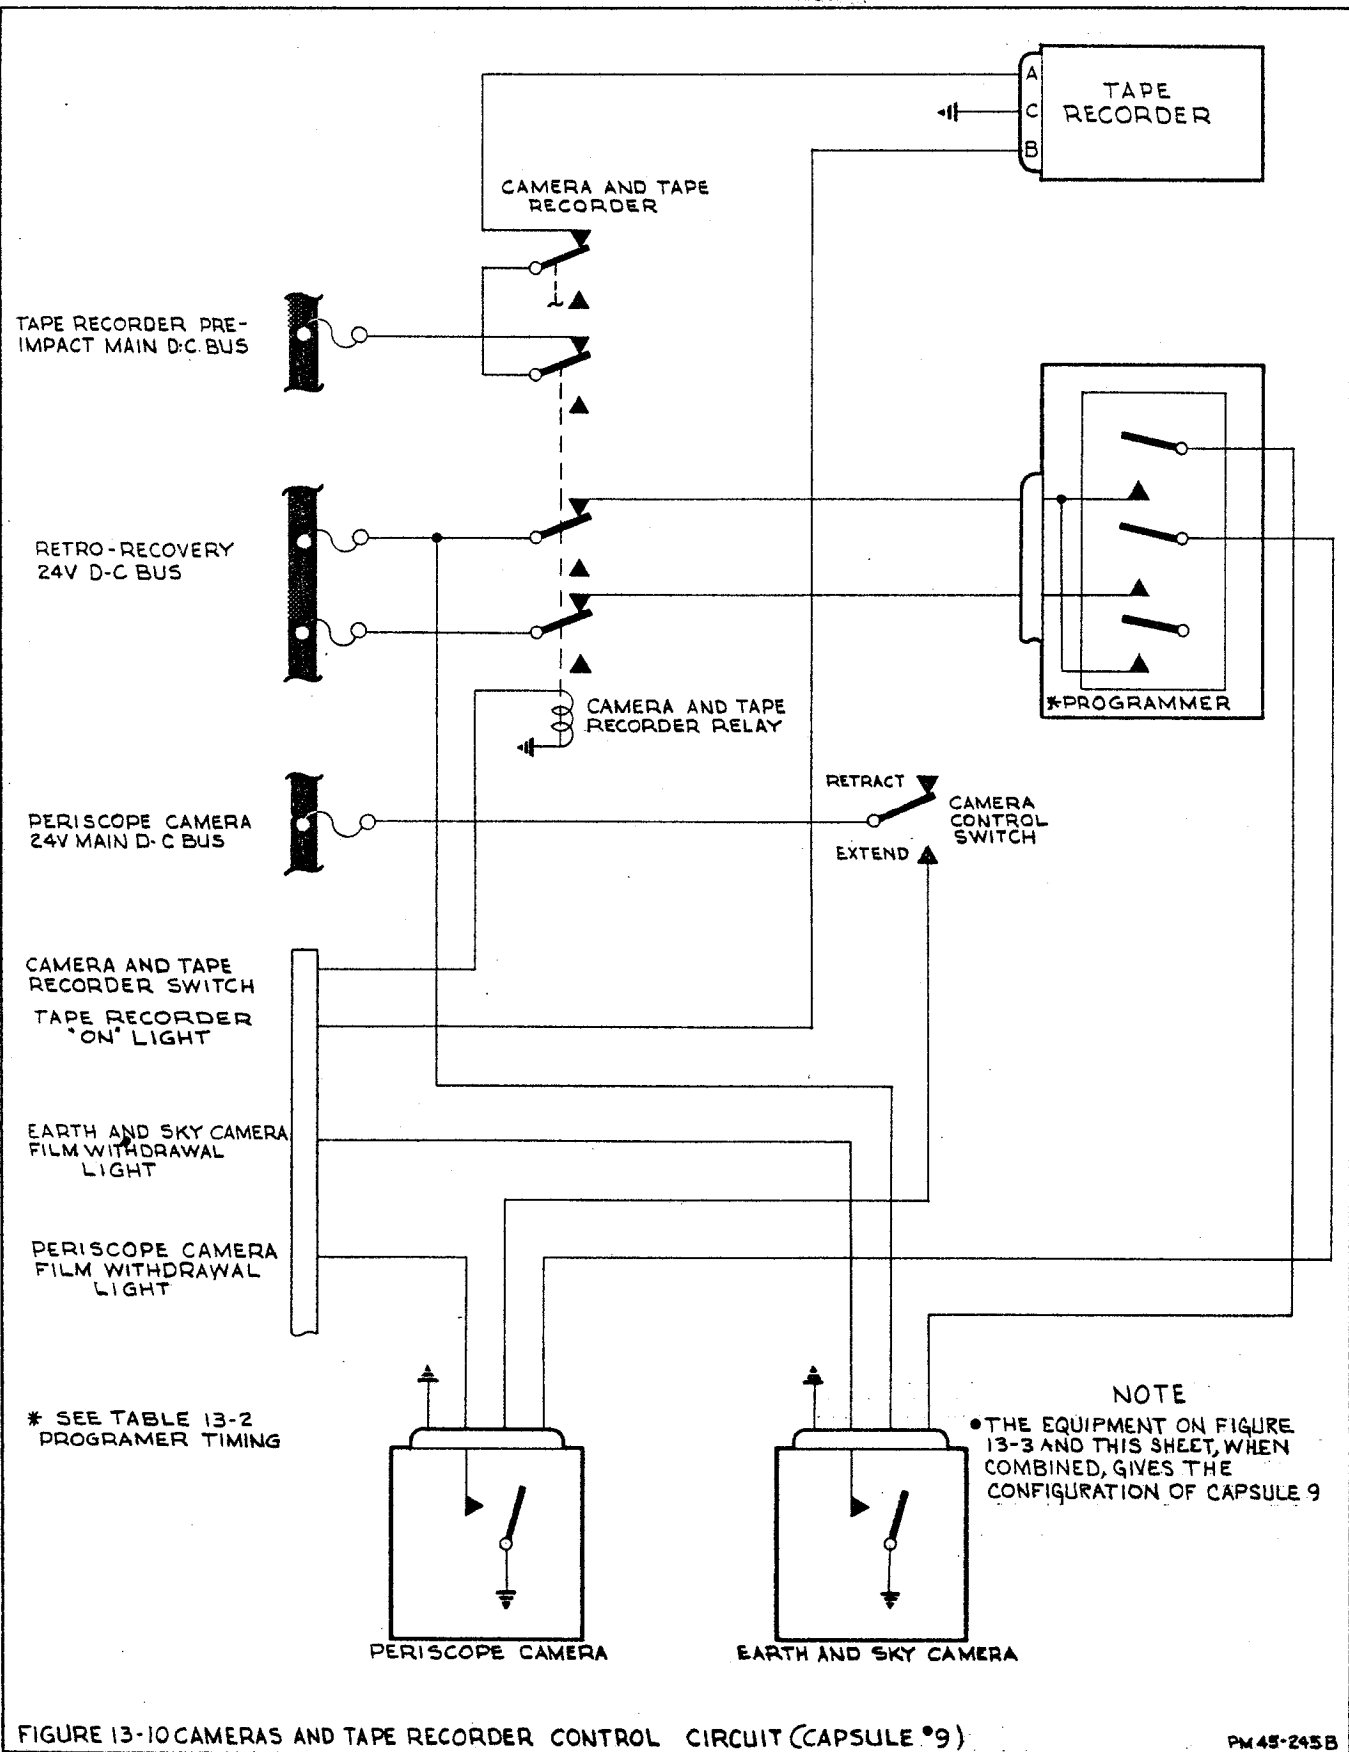 A
C
B
TAPE
RECORDER
CAMERA AND TAPE
RECORDER
TAPE RECORDER PRE-
IMPACT MAIN D.C. BUS
RETRO-RECOVERY
24V D-C BUS
*PROGRAMMER
CAMERA AND TAPE
RECORDER RELAY
RETRACT
CAMERA
CONTROL
SWITCH
EXTEND
PERISCOPE CAMERA
24V MAIN D-C BUS
CAMERA AND TAPE
RECORDER SWITCH
TAPE RECORDER
"ON" LIGHT
EARTH AND SKY CAMERA
FILM WITHDRAWAL
LIGHT
PERISCOPE CAMERA
FILM WITHDRAWAL
LIGHT
* SEE TABLE 13-2
PROGRAMER TIMING
NOTE
•THE EQUIPMENT ON FIGURE
13-3 AND THIS SHEET, WHEN
COMBINED, GIVES THE
CONFIGURATION OF CAPSULE 9
PERISCOPE CAMERA
EARTH AND SKY CAMERA
FIGURE 13-10 CAMERAS AND TAPE RECORDER CONTROL CIRCUIT (CAPSULE •9)
PM45-245B